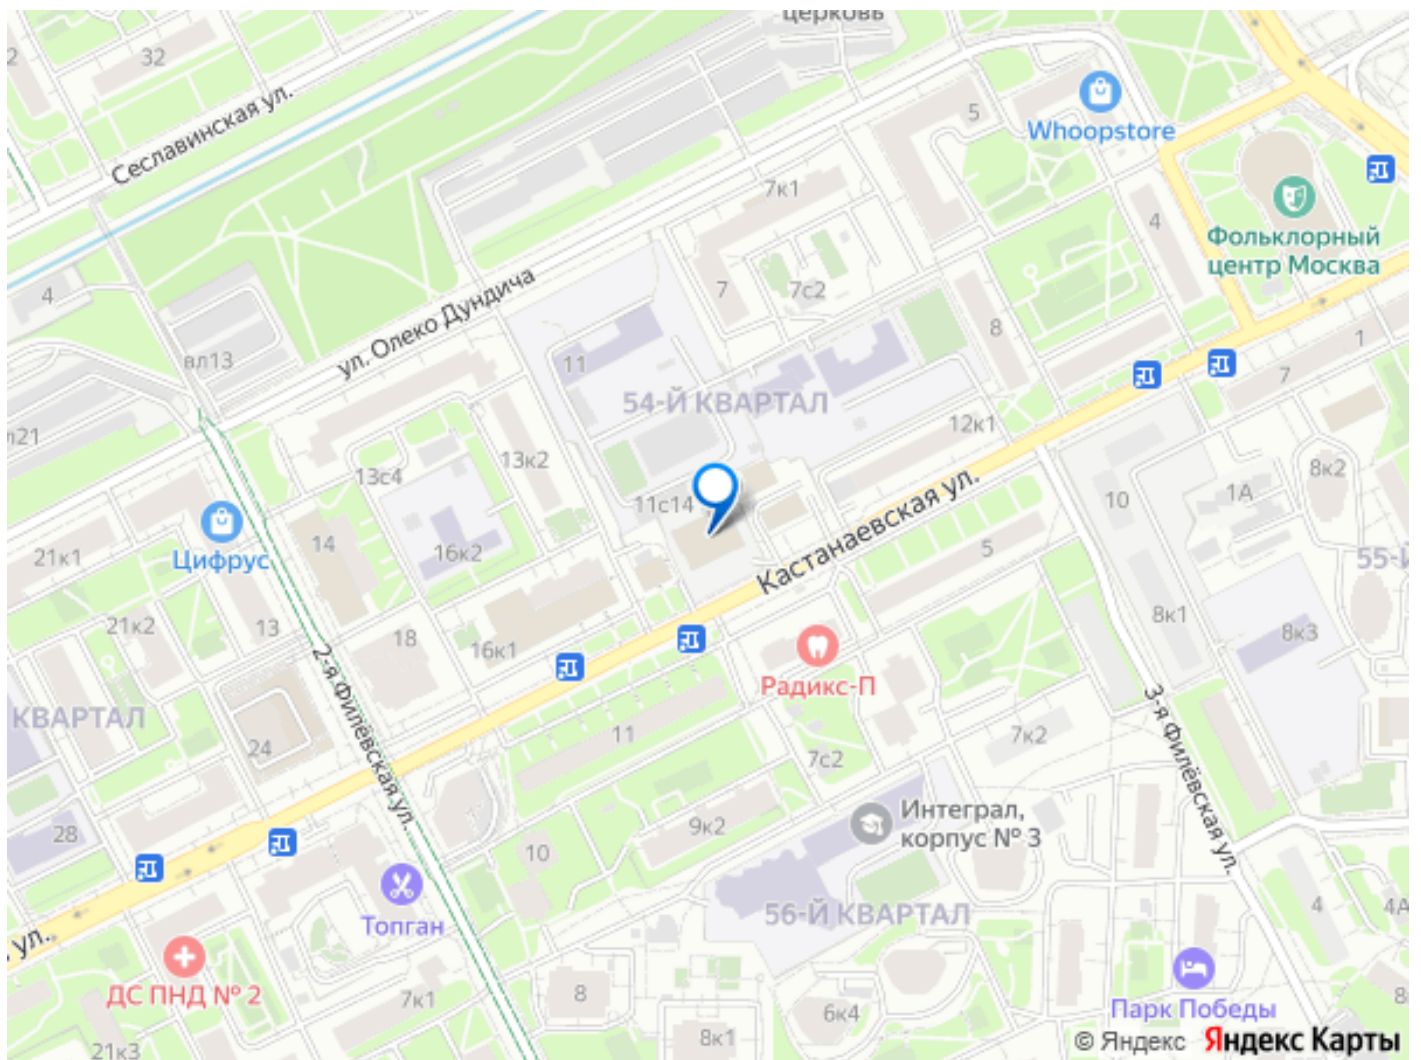 церковь
32
Сеславинская ул.
5
Whoopstore
7к1
4
Фольклорный
центр Москва
4
7
7с2
ул. Олеко Дундича
8
1
вл13
11
7
54-Й КВАРТАЛ
12к1
13к2
13с4
8к2
11с14
10
1А
Кастанаевская ул.
Цифрус
14
16к2
5
21к1
55-Й
8к1
21к2
13
18
16к1
8к3
Радикс-П
2-я Филёвская ул.
3-я Филёвская ул.
КВАРТАЛ
24
11
7с2
7к2
Интеграл,
корпус № 3
28
9к2
10
Топган
56-Й КВАРТАЛ
4
4А
ул.
ДС ПНД № 2
7к1
8
6к4
Парк Победы
8к1
21к3
© Яндекс Яндекс Карты